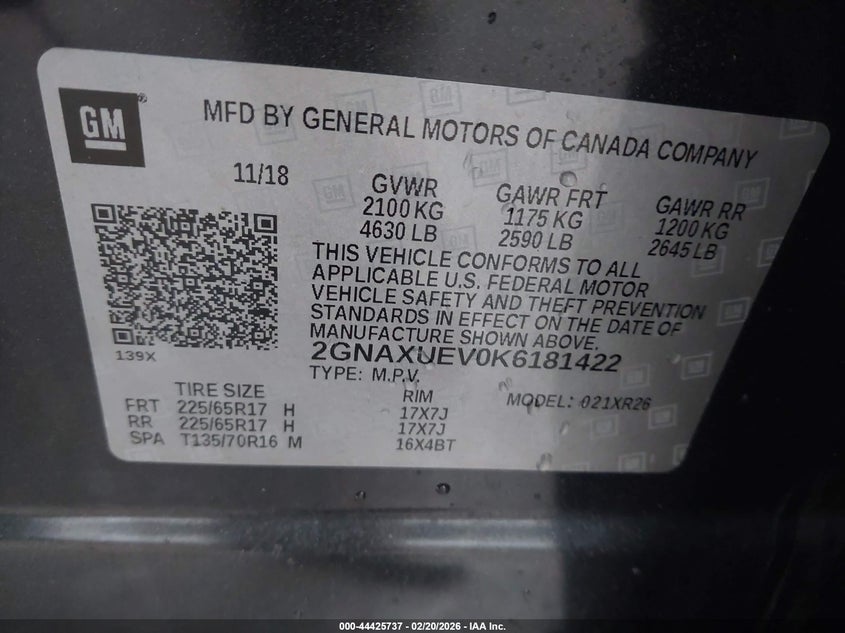 GM
MFD BY GENERAL MOTORS OF CANADA COMPANY
11/18
GVWR
2100 KG
4630 LB
GAWR FRT
1175 KG
2590 LB
GAWR RR
1200 KG
2645 LB
THIS VEHICLE CONFORMS TO ALL
APPLICABLE U.S. FEDERAL MOTOR
VEHICLE SAFETY AND THEFT PREVENTION
STANDARDS IN EFFECT ON THE DATE OF
MANUFACTURE SHOWN ABOVE.
139X
2GNAXUEV0K6181422
TYPE: M.P.V.
MODEL: 021XR26
TIRE SIZE RIM
FRT 225/65R17 H 17X7J
RR 225/65R17 H 17X7J
SPA T135/70R16 M 16X4BT
000-44425737 - 02/20/2026 - IAA Inc.